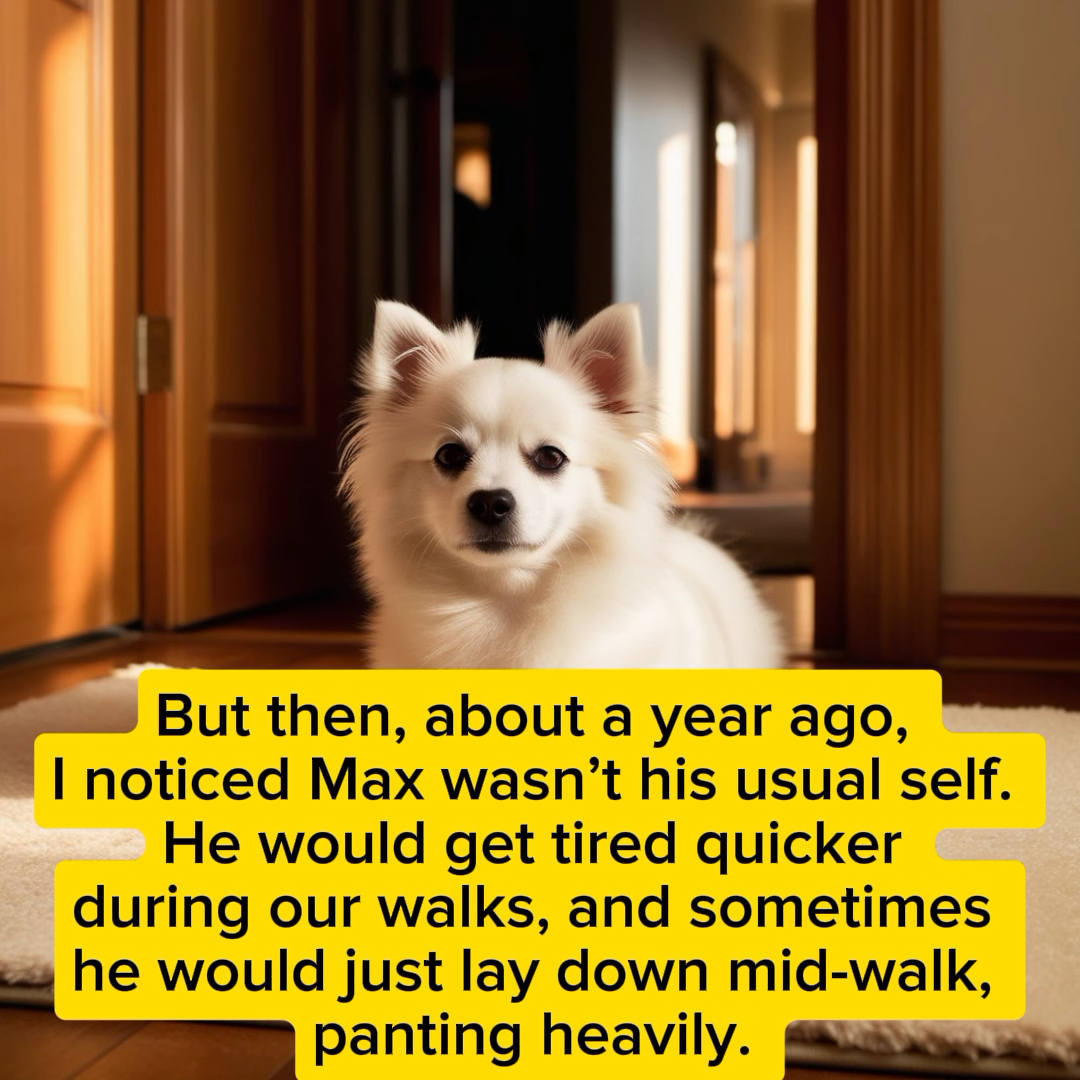 But then, about a year ago,
I noticed Max wasn’t his usual self.
He would get tired quicker
during our walks, and sometimes
he would just lay down mid-walk,
panting heavily.